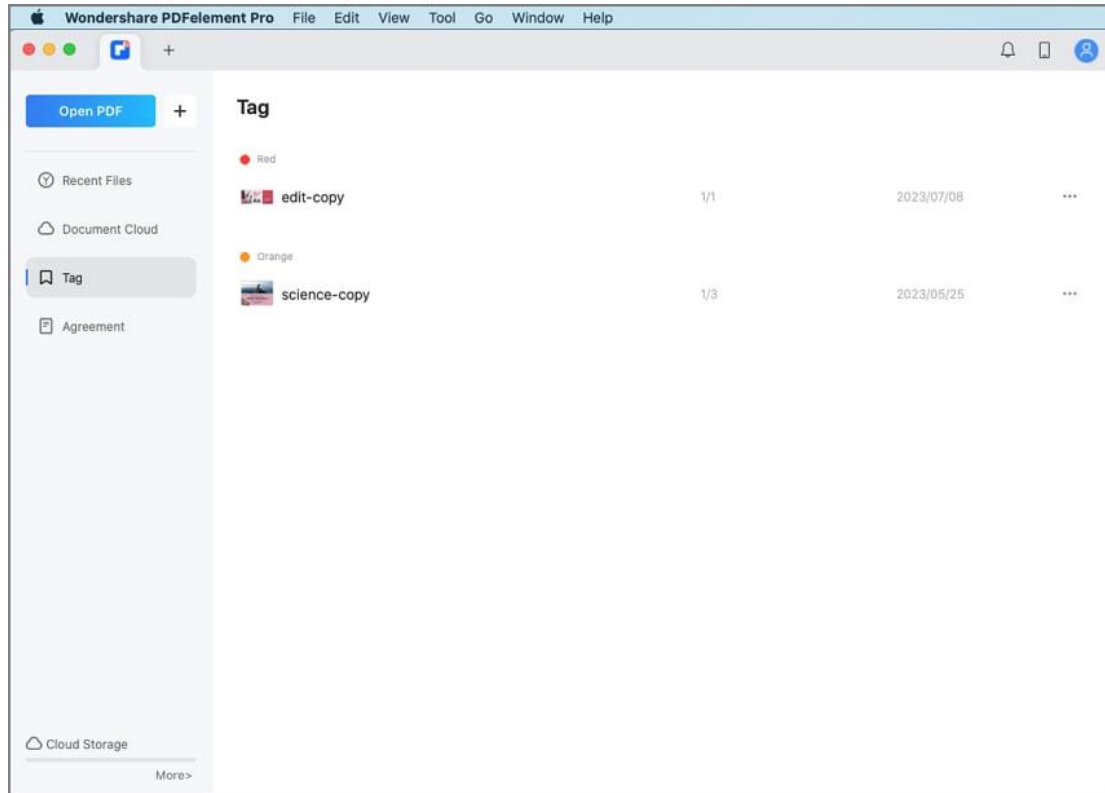 Wondershare PDFelement Pro File Edit View Tool Go Window Help
Open PDF
Recent Files
Document Cloud
Tag
Agreement
Cloud Storage
More>
Tag
Red
edit-copy 1/1 2023/07/08
Orange
science-copy 1/3 2023/05/25